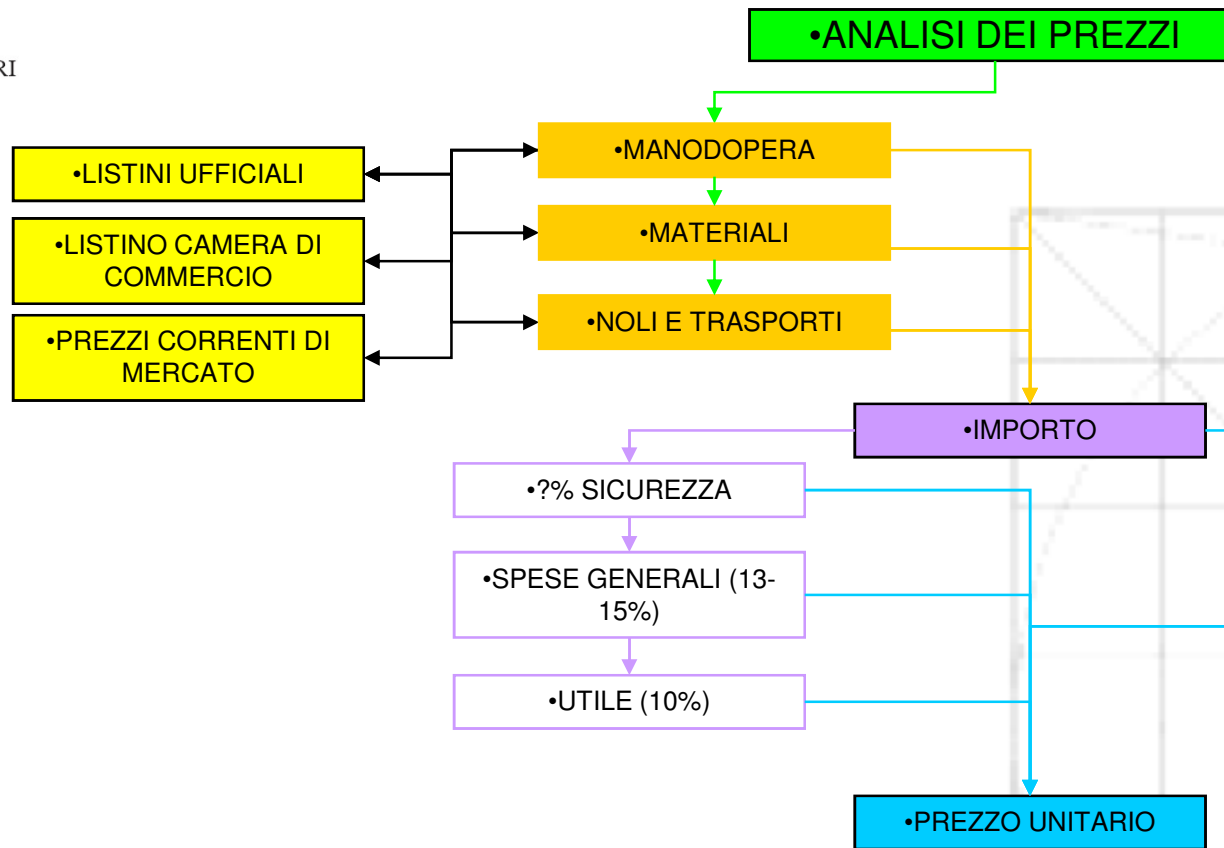 •ANALISI DEI PREZZI
RI
•MANODOPERA
•LISTINI UFFICIALI
•MATERIALI
•LISTINO CAMERA DI
COMMERCIO
•NOLI E TRASPORTI
•PREZZI CORRENTI DI
MERCATO
•IMPORTO
•?% SICUREZZA
•SPESE GENERALI (13-
15%)
•UTILE (10%)
•PREZZO UNITARIO